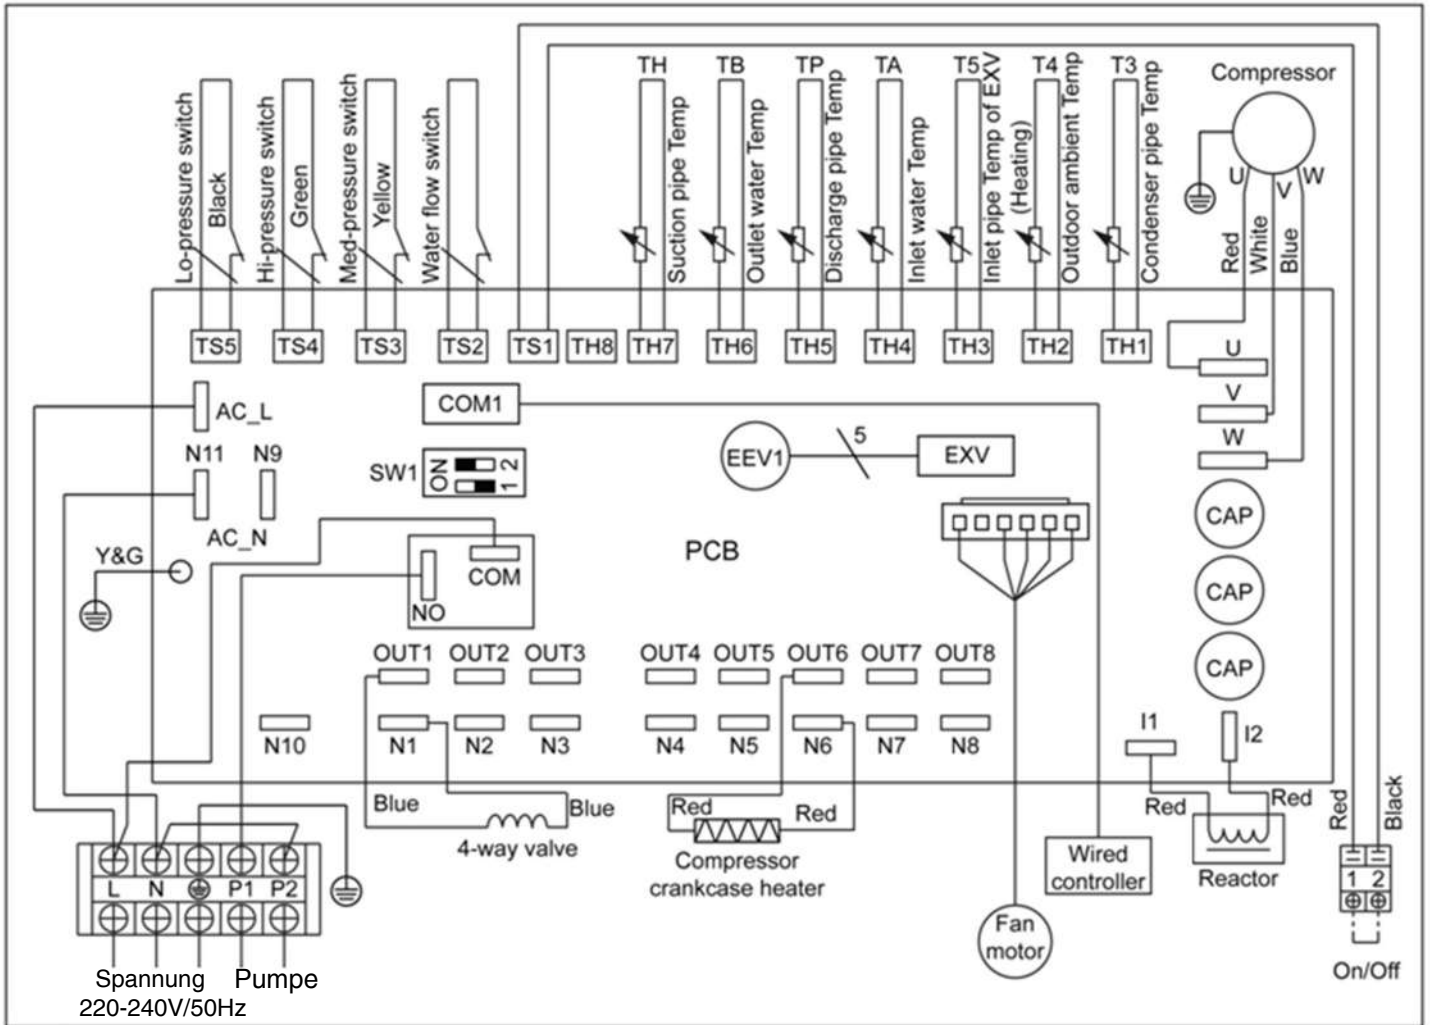 TH TB TP TA T5 T4 T3
Compressor
Lo-pressure switch
Black
Hi-pressure switch
Green
Med-pressure switch
Yellow
Water flow switch
Suction pipe Temp
Outlet water Temp
Discharge pipe Temp
Inlet water Temp
Inlet pipe Temp of EXV
(Heating)
Outdoor ambient Temp
Condenser pipe Temp
U V W
Red
White
Blue
TS5 TS4 TS3 TS2 TS1 TH8 TH7 TH6 TH5 TH4 TH3 TH2 TH1
U
V
W
AC_L
COM1
N11 N9
SW1
ON
1 2
EEV1
5
EXV
AC_N
CAP
CAP
CAP
Y&G
COM
NO
PCB
OUT1 OUT2 OUT3 OUT4 OUT5 OUT6 OUT7 OUT8
N10 N1 N2 N3 N4 N5 N6 N7 N8
I1
I2
Blue
Blue
4-way valve
Red
Red
Compressor
crankcase heater
Red
Red
Reactor
Red
Black
Wired
controller
L N P1 P2
1 2
Fan
motor
On/Off
Spannung Pumpe
220-240V/50Hz